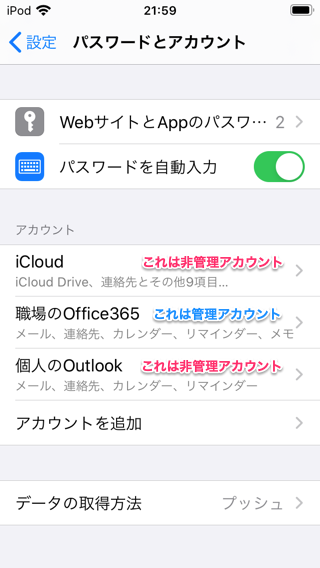 iPod 21:59
設定 パスワードとアカウント
WebサイトとAppのパスワ… 2
パスワードを自動入力
アカウント
iCloud これは非管理アカウント
iCloud Drive、連絡先とその他9項目...
職場のOffice365 これは管理アカウント
メール、連絡先、カレンダー、リマインダー、メモ
個人のOutlook これは非管理アカウント
メール、連絡先、カレンダー、リマインダー
アカウントを追加
データの取得方法 プッシュ